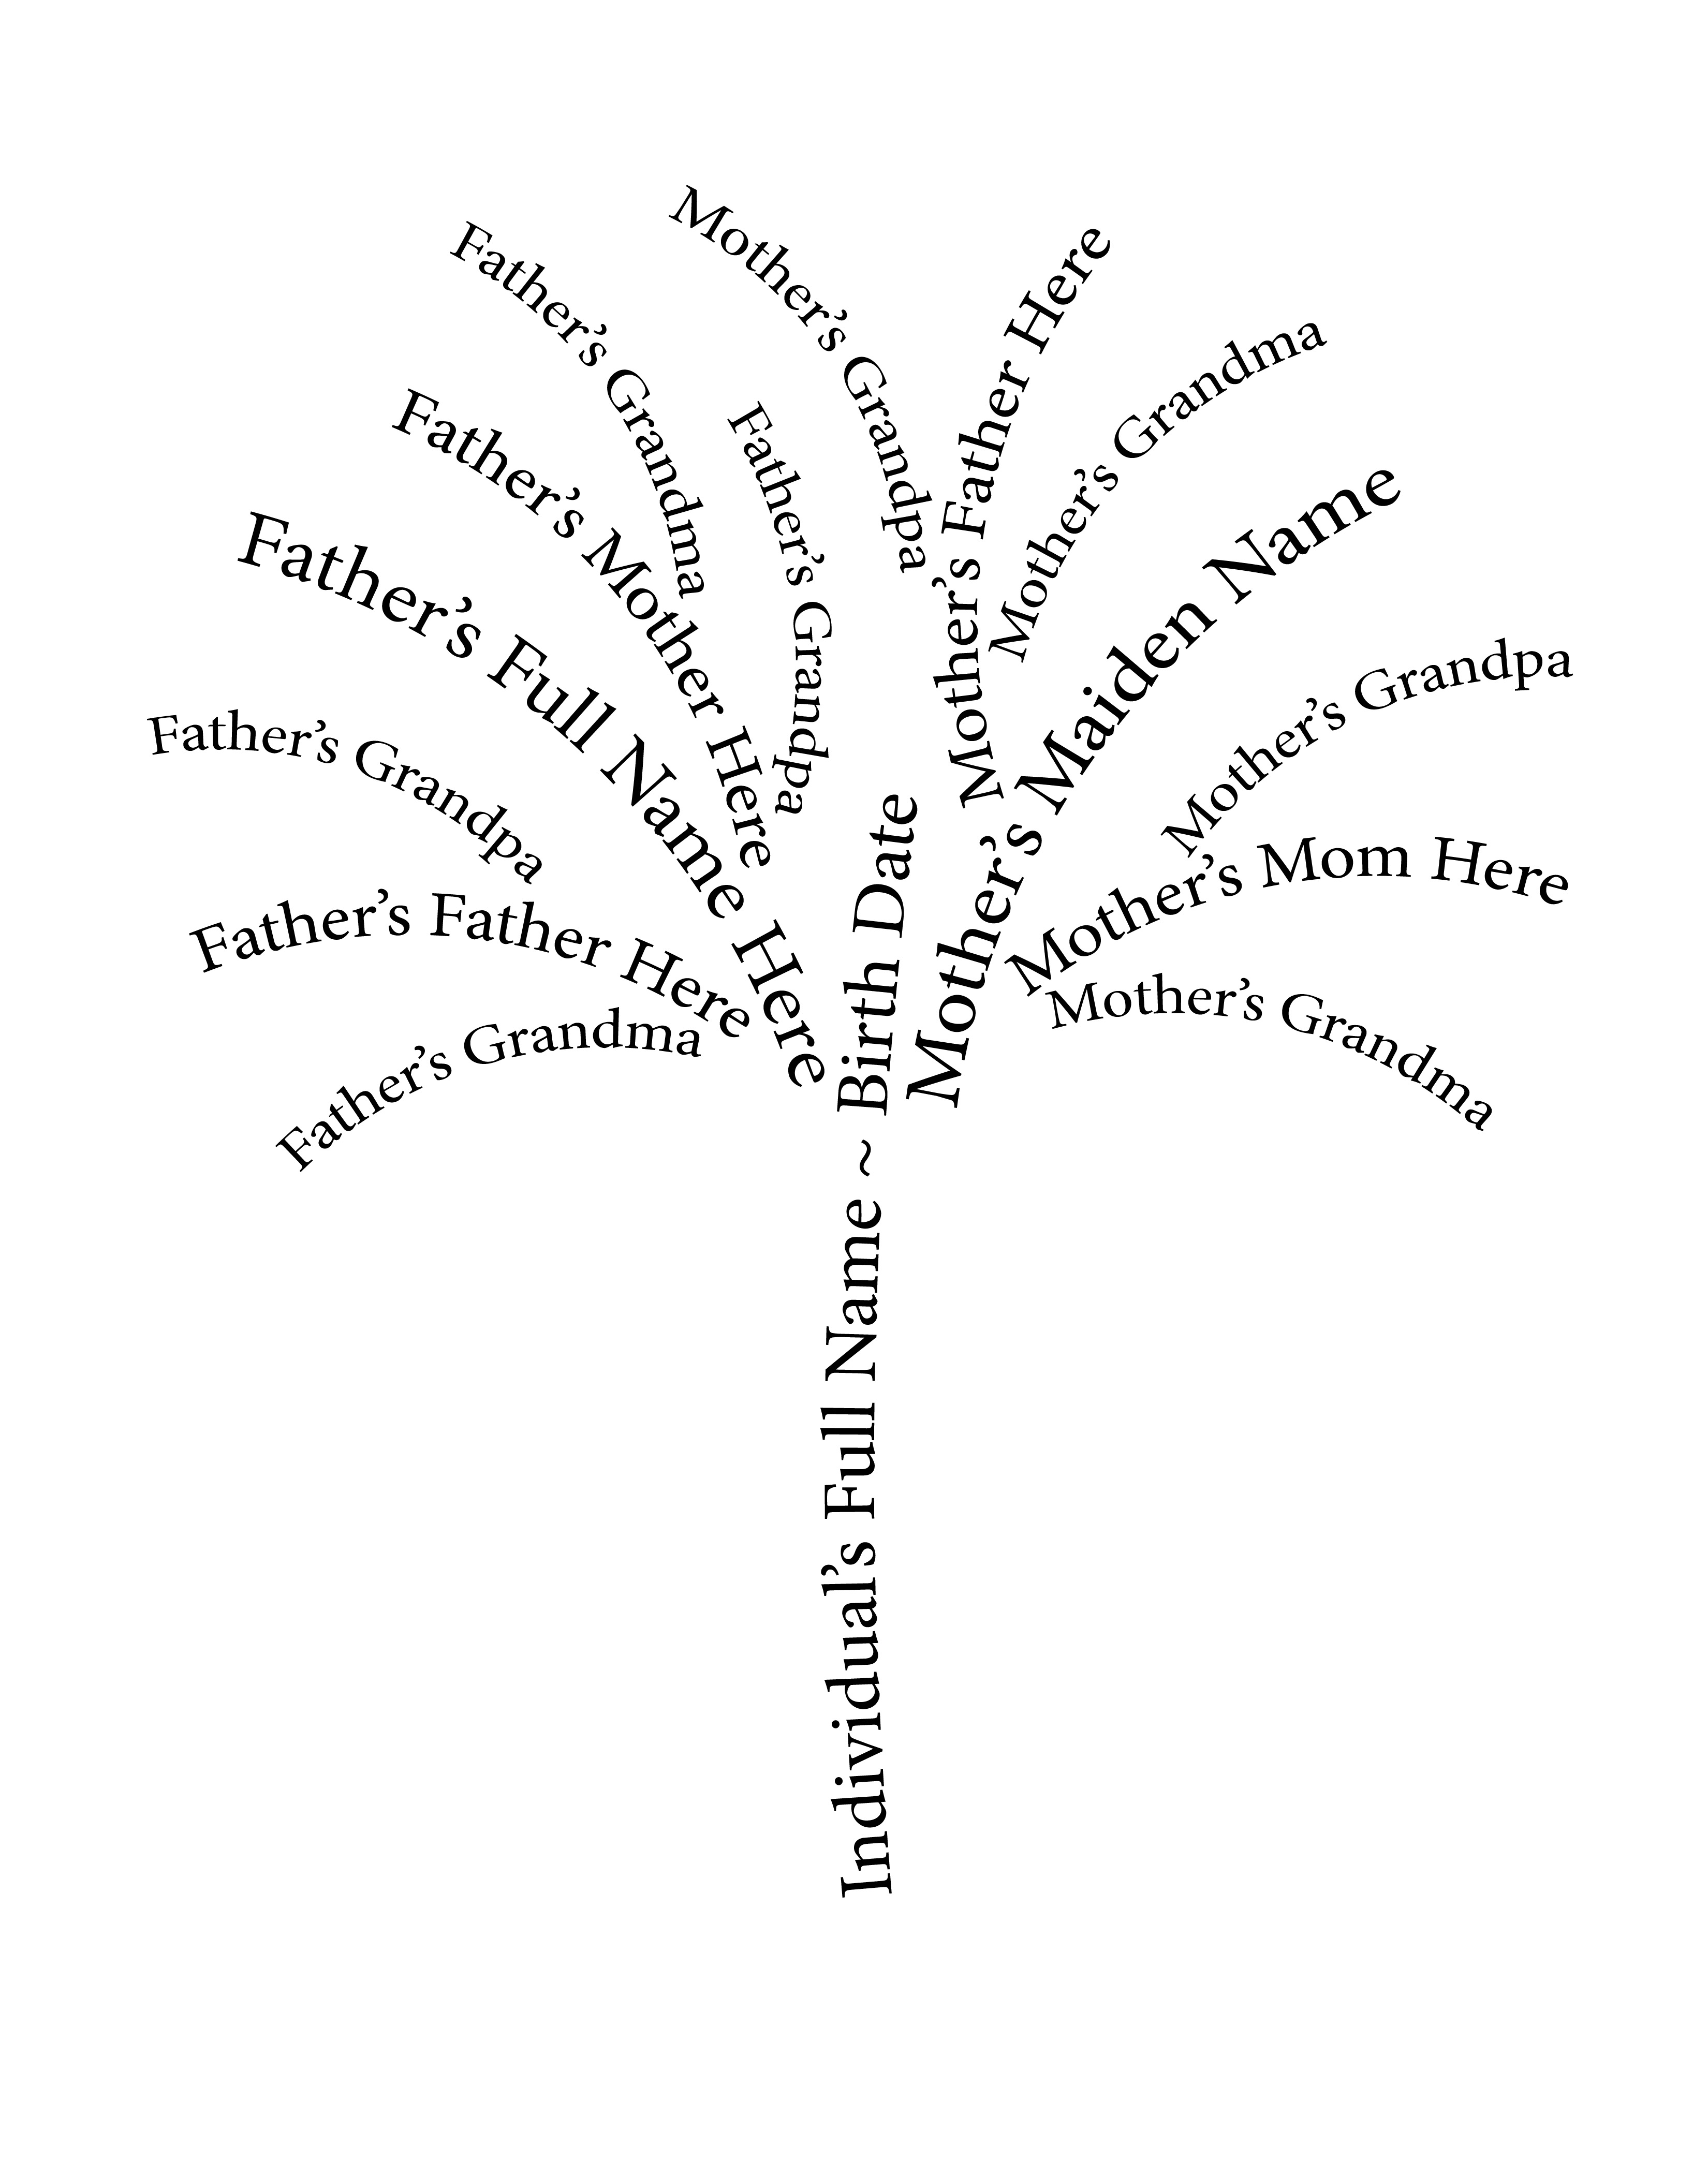 Mother's Grandpa
Father's Grandma
Mother's Father Here
Mother's Grandma
Father's Mother Here
Father's Grandpa
Mother's Maiden Name
Father's Full Name Here
Mother's Grandpa
Father's Grandpa
Mother's Mom Here
Father's Father Here
Mother's Grandma
Father's Grandma
Individual's Full Name ~ Birth Date